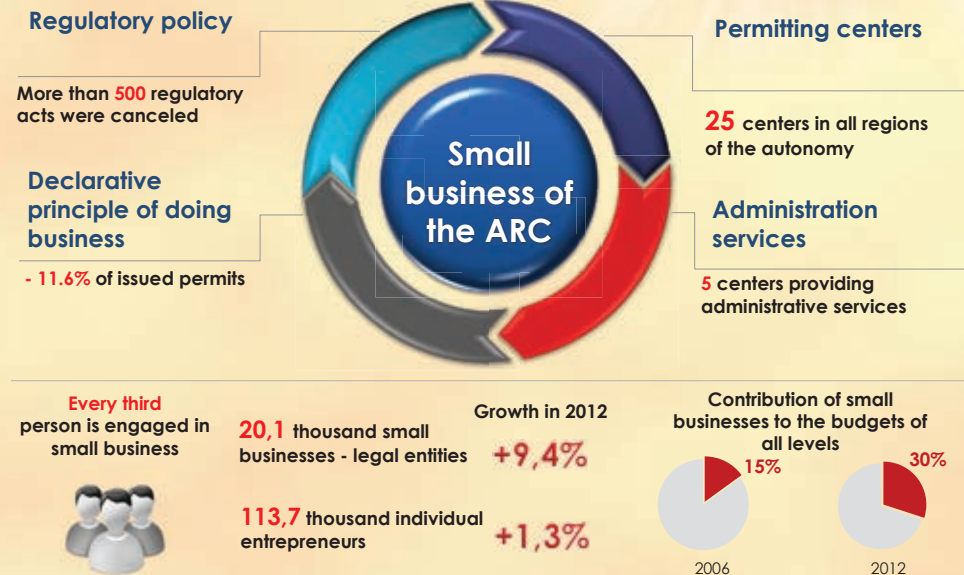 Regulatory policy
More than 500 regulatory
acts were canceled
Declarative
principle of doing
business
- 11.6% of issued permits
Small
business of
the ARC
Permitting centers
25 centers in all regions
of the autonomy
Administration
services
5 centers providing
administrative services
Every third
person is engaged in
small business
20,1 thousand small
businesses - legal entities
113,7 thousand individual
entrepreneurs
Growth in 2012
+9,4%
+1,3%
Contribution of small
businesses to the budgets of
all levels
15%
30%
2006
2012